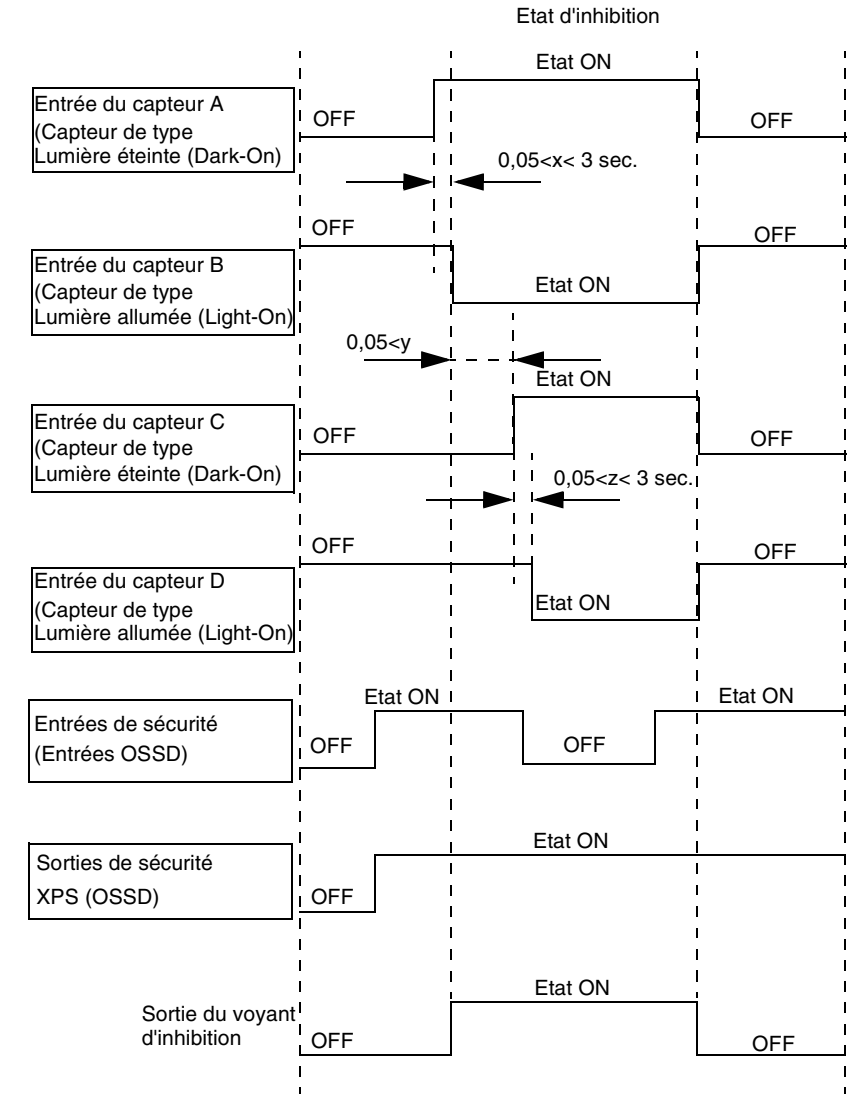 Etat d'inhibition
Etat ON
Entrée du capteur A
(Capteur de type
Lumière éteinte (Dark-On)
OFF
OFF
0,05<x< 3 sec.
OFF
OFF
Entrée du capteur B
(Capteur de type
Lumière allumée (Light-On)
Etat ON
0,05<y
Etat ON
Entrée du capteur C
(Capteur de type
Lumière éteinte (Dark-On)
OFF
OFF
0,05<z< 3 sec.
OFF
OFF
Entrée du capteur D
(Capteur de type
Lumière allumée (Light-On)
Etat ON
Etat ON
Etat ON
Entrées de sécurité
(Entrées OSSD)
OFF
OFF
Etat ON
Sorties de sécurité
XPS (OSSD)
OFF
Etat ON
Sortie du voyant
d'inhibition
OFF
OFF